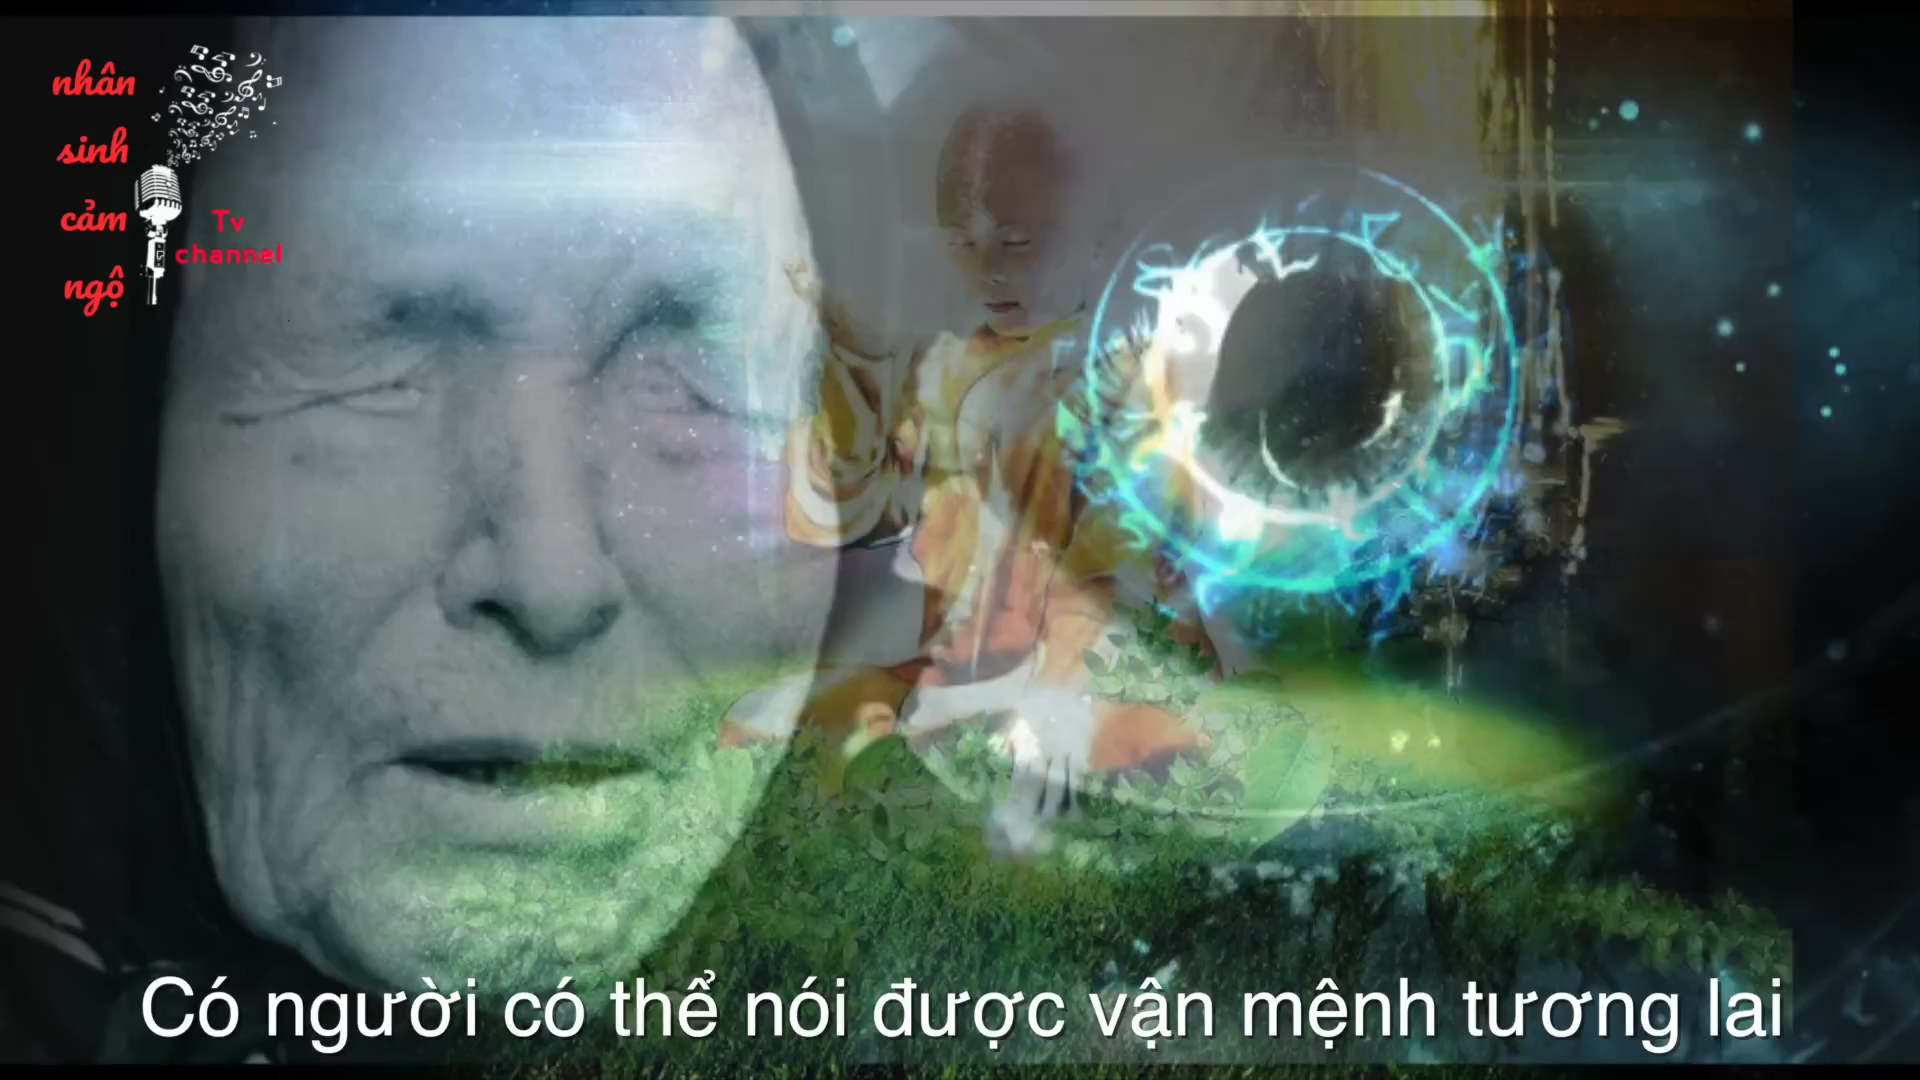 nhân
sinh
cảm
ngộ
Tv
channel
Có người có thể nói được vận mệnh tương lai